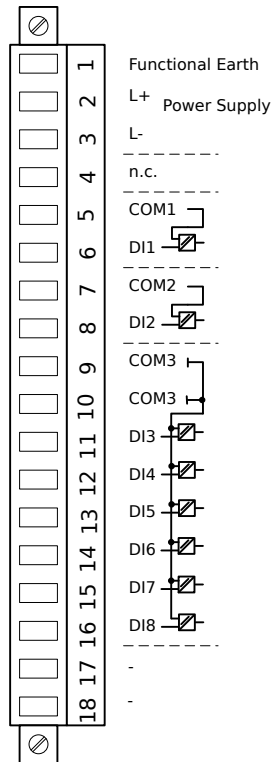 1 Functional Earth
2 L+ Power Supply
3 L-
4 n.c.
5 COM1
6 DI1
7 COM2
8 DI2
9 COM3
10 COM3
11 DI3
12 DI4
13 DI5
14 DI6
15 DI7
16 DI8
17 -
18 -